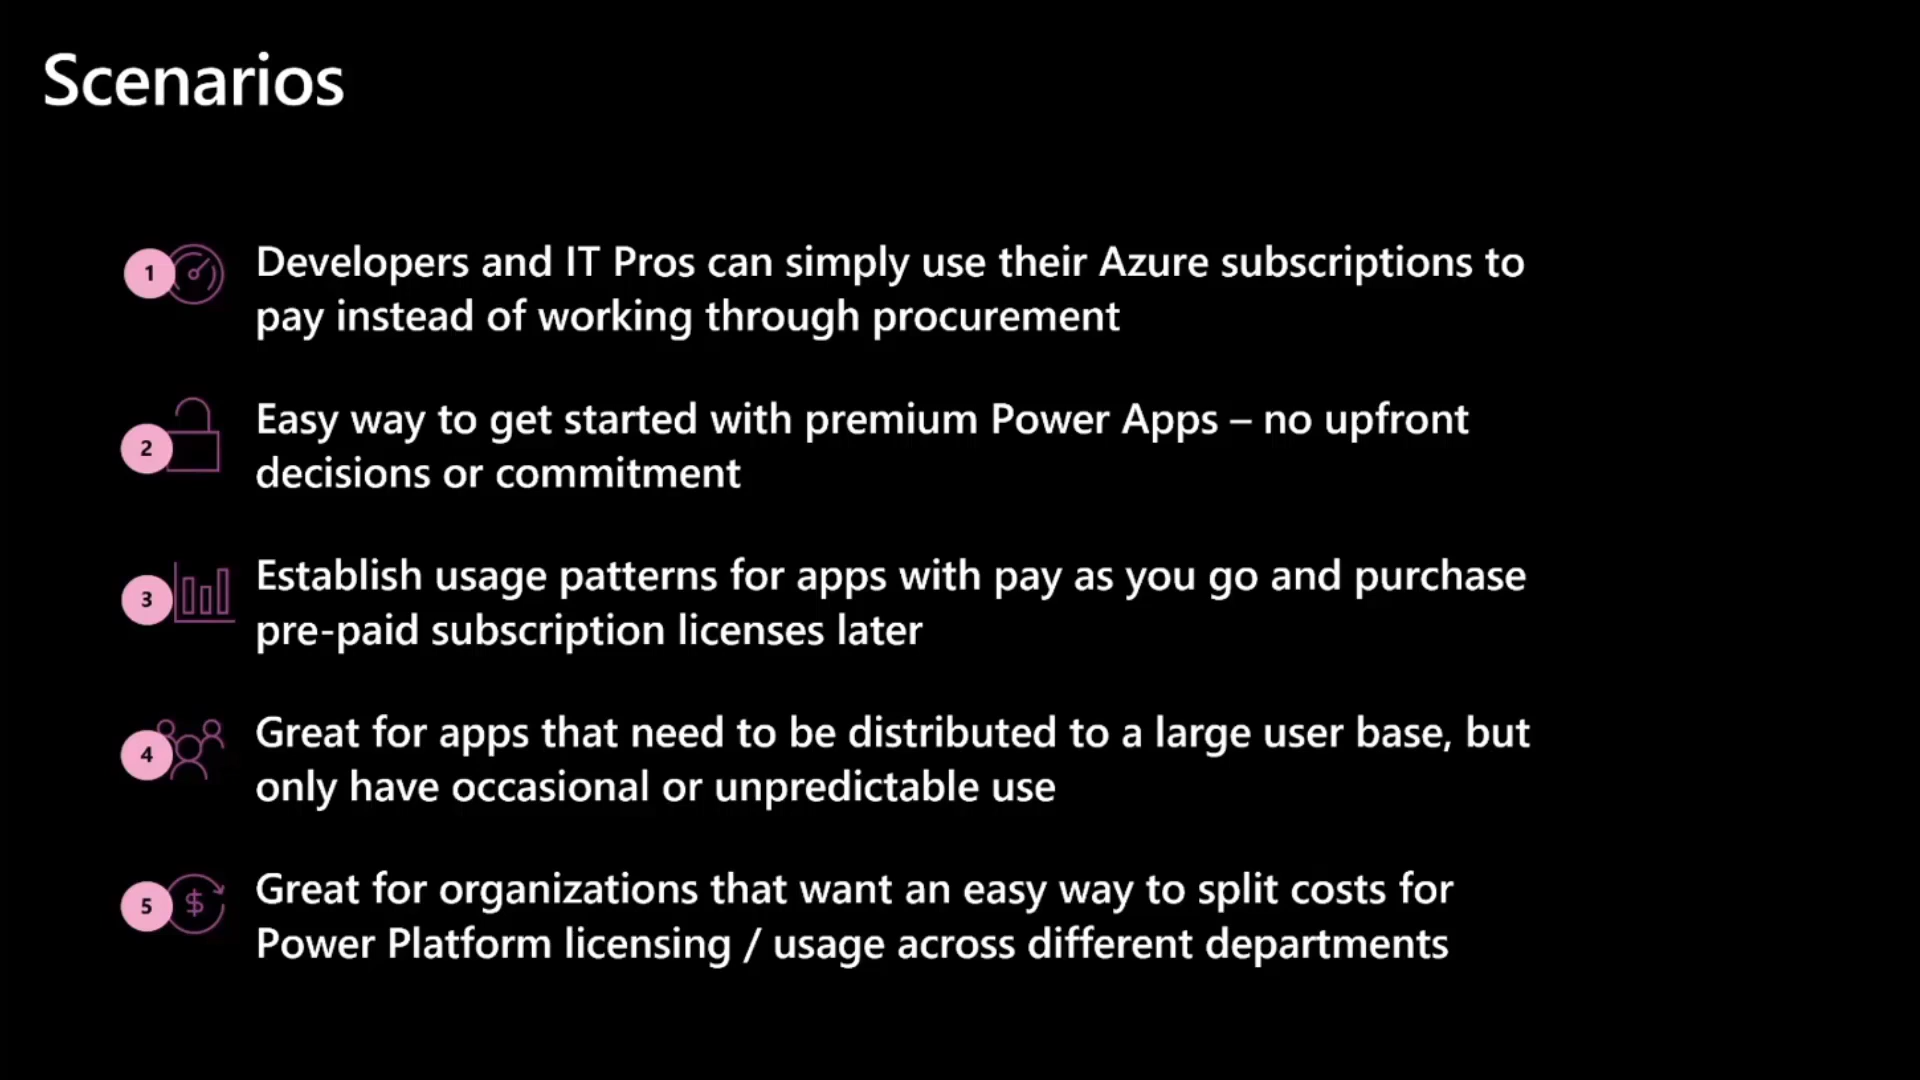 Scenarios
1
Developers and IT Pros can simply use their Azure subscriptions to
pay instead of working through procurement
2
Easy way to get started with premium Power Apps – no upfront
decisions or commitment
3
Establish usage patterns for apps with pay as you go and purchase
pre-paid subscription licenses later
4
Great for apps that need to be distributed to a large user base, but
only have occasional or unpredictable use
5
$
Great for organizations that want an easy way to split costs for
Power Platform licensing / usage across different departments